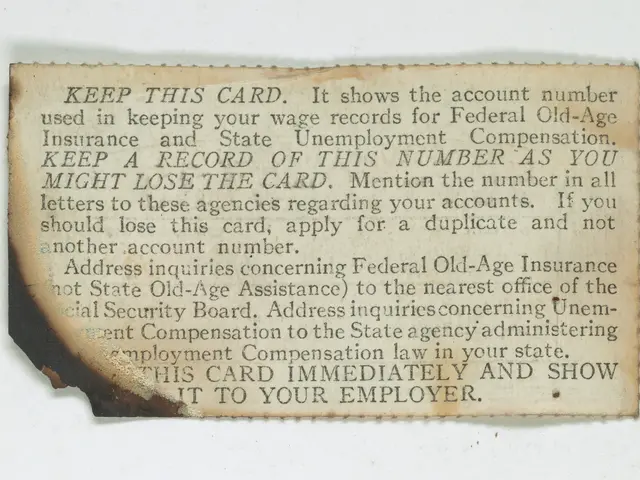 KEEP THIS CARD. It shows the account number
used in keeping your wage records for Federal Old-Age
Insurance and State Unemployment Compensation.
KEEP A RECORD OF THIS NUMBER AS YOU
MIGHT LOSE THE CARD. Mention the number in all
letters to these agencies regarding your accounts. If you
should lose this card, apply for a duplicate and not
another account number.
Address inquiries concerning Federal Old-Age Insurance
(not State Old-Age Assistance) to the nearest office of the
cial Security Board. Address inquiries concerning Unem-
ent Compensation to the State agency administering
mployment Compensation law in your state.
THIS CARD IMMEDIATELY AND SHOW
IT TO YOUR EMPLOYER.